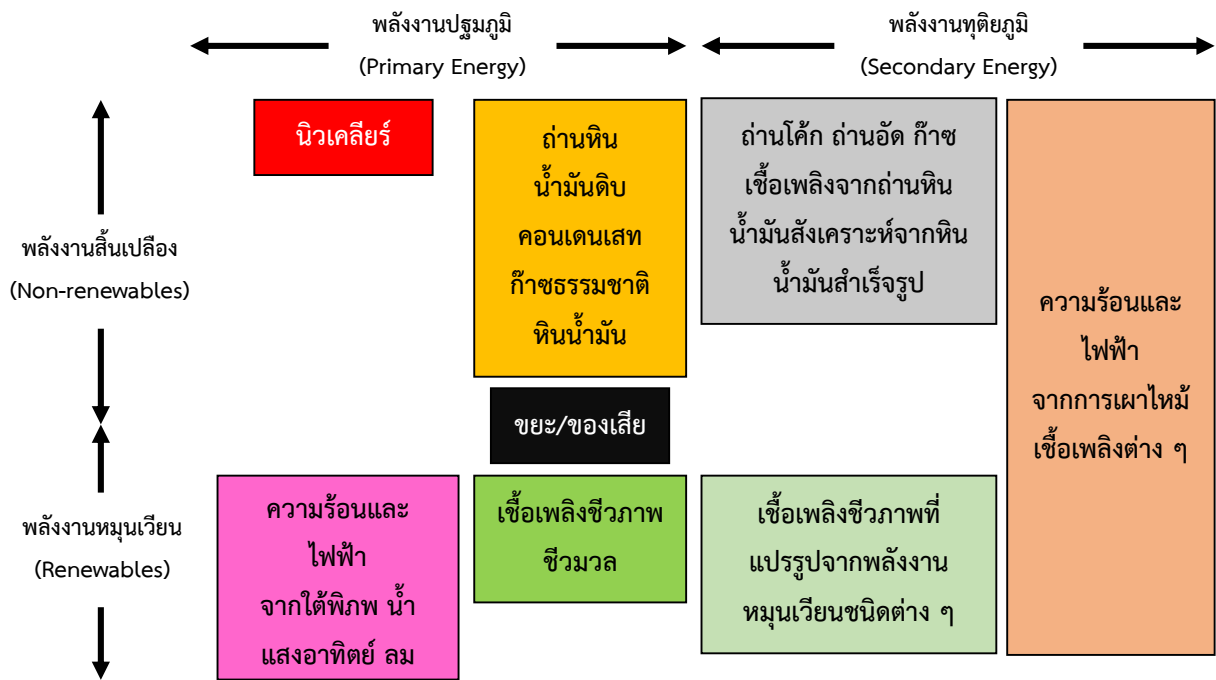 พลังงานปฐมภูมิ
(Primary Energy)
พลังงานทุติยภูมิ
(Secondary Energy)
พลังงานสิ้นเปลือง
(Non-renewables)
นิวเคลียร์
ถ่านหิน
น้ำมันดิบ
คอนเดนเสท
ก๊าซธรรมชาติ
หินน้ำมัน
ถ่านโค้ก ถ่านอัด ก๊าซ
เชื้อเพลิงจากถ่านหิน
น้ำมันสังเคราะห์จากหิน
น้ำมันสำเร็จรูป
ความร้อนและ
ไฟฟ้า
จากการเผาไหม้
เชื้อเพลิงต่าง ๆ
ขยะ/ของเสีย
พลังงานหมุนเวียน
(Renewables)
ความร้อนและ
ไฟฟ้า
จากใต้พิภพ น้ำ
แสงอาทิตย์ ลม
เชื้อเพลิงชีวภาพ
ชีวมวล
เชื้อเพลิงชีวภาพที่
แปรรูปจากพลังงาน
หมุนเวียนชนิดต่าง ๆ